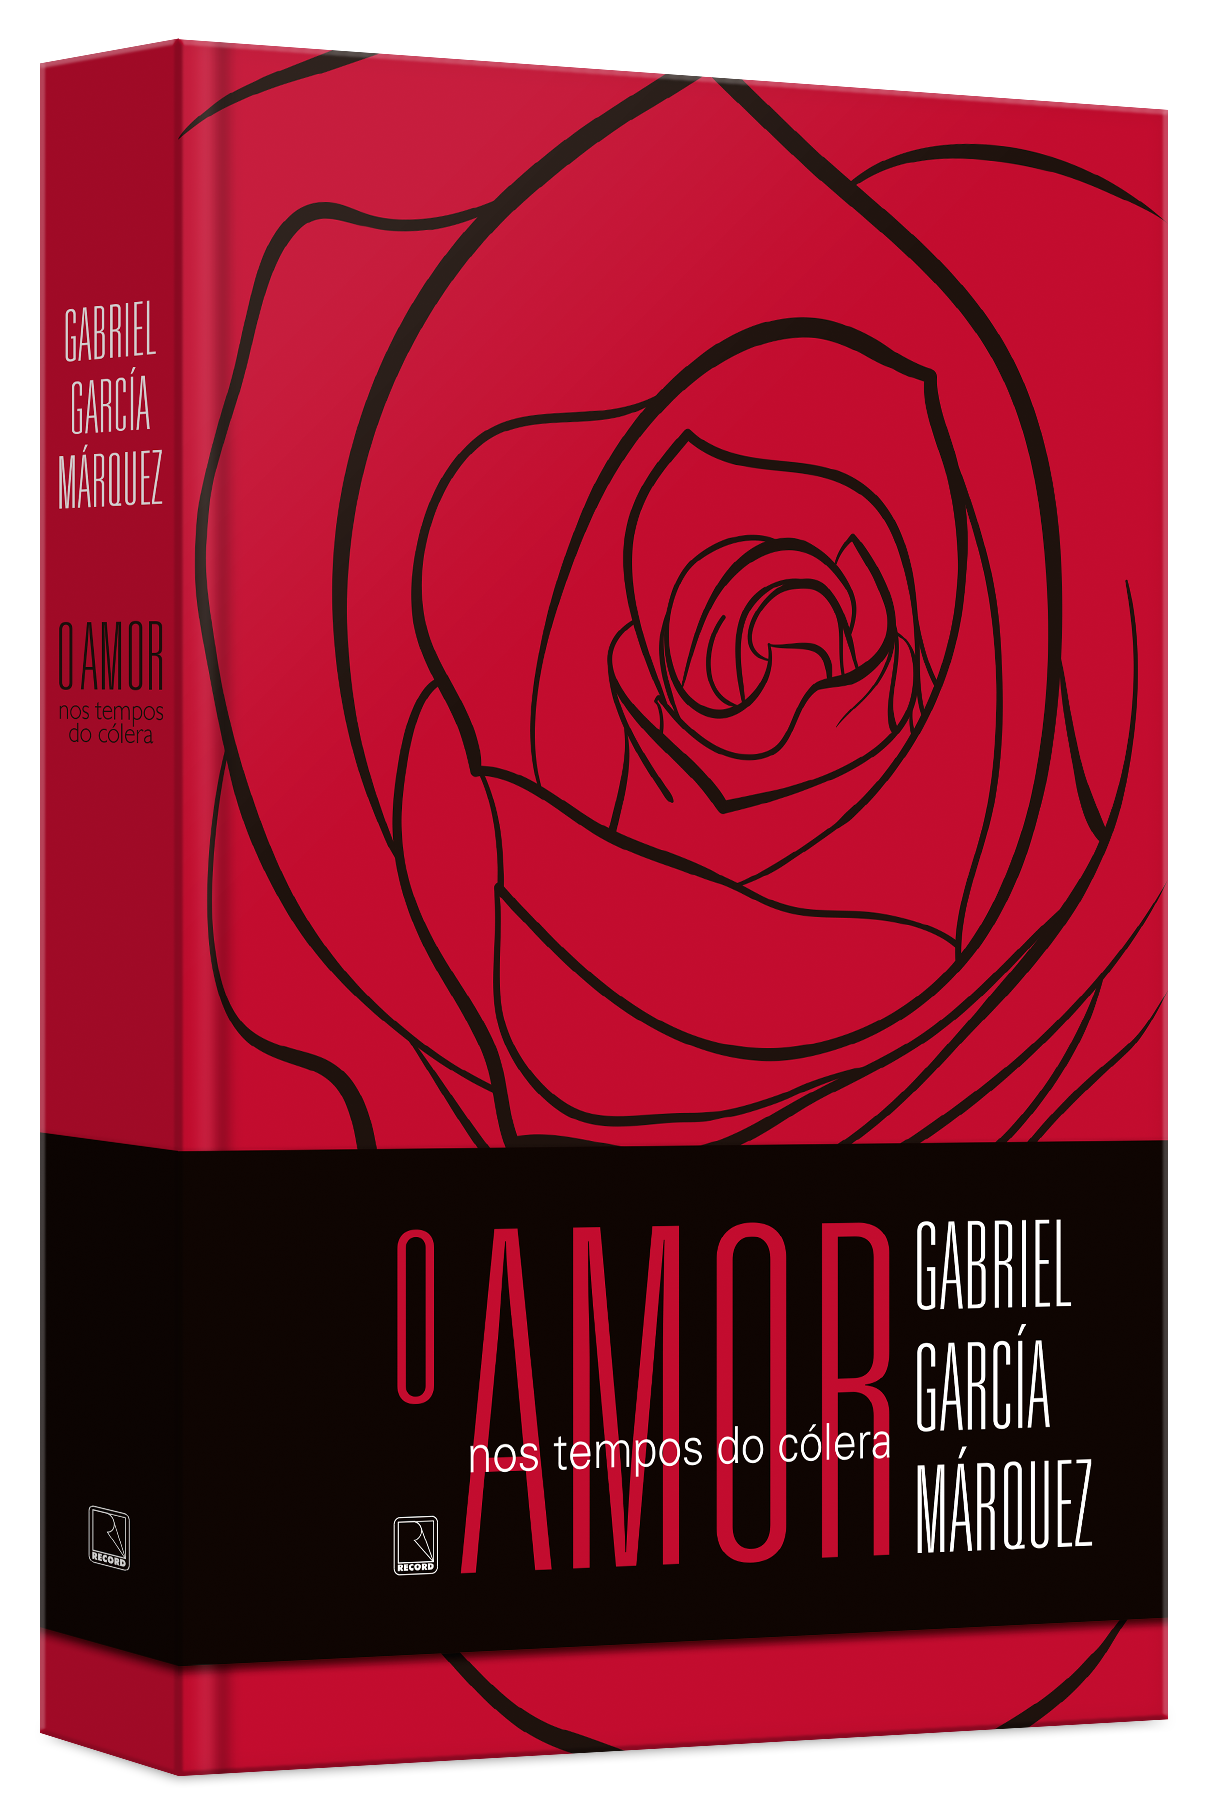 GABRIEL
GARCÍA
MÁRQUEZ
O AMOR
nos tempos
do cólera
RECORD
O AMOR
nos tempos do cólera
GABRIEL
GARCÍA
MÁRQUEZ
RECORD